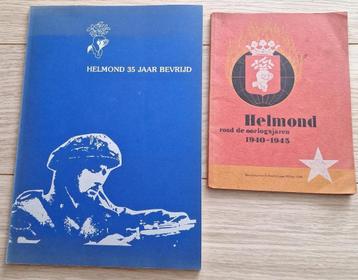 HELMOND 35 JAAR BEVRIJD
Helmond
rond de oorlogsjaren
1940-1945